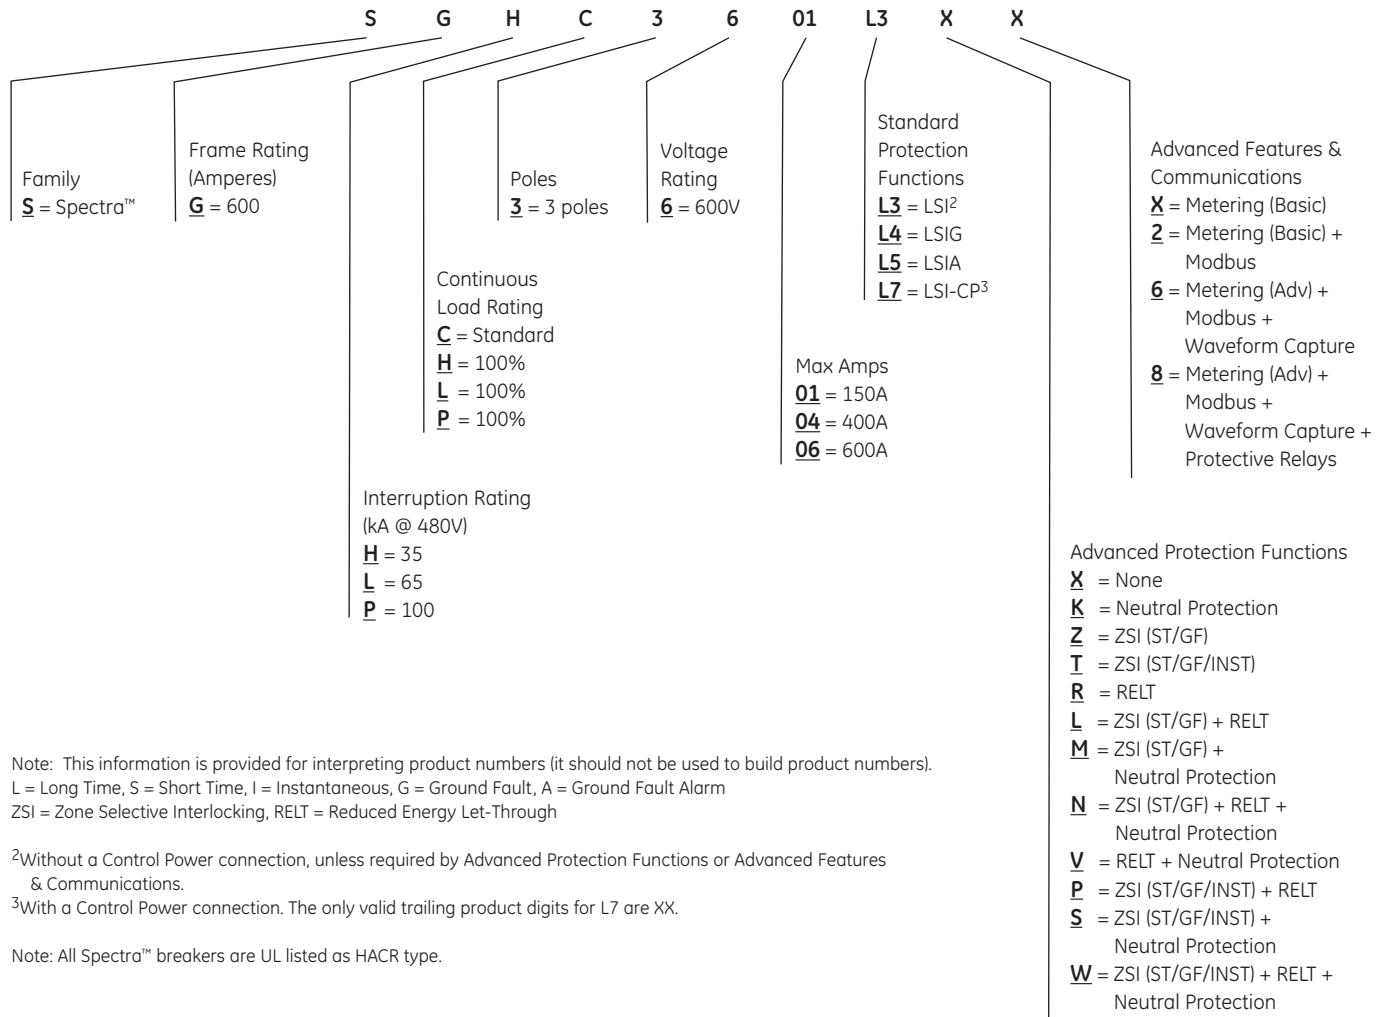 S G H C 3 6 01 L3 X X
Family
S = Spectra™
Frame Rating
(Amperes)
G = 600
Interruption Rating
(kA @ 480V)
H = 35
L = 65
P = 100
Continuous
Load Rating
C = Standard
H = 100%
L = 100%
P = 100%
Poles
3 = 3 poles
Voltage
Rating
6 = 600V
Max Amps
01 = 150A
04 = 400A
06 = 600A
Standard
Protection
Functions
L3 = LSI²
L4 = LSIG
L5 = LSIA
L7 = LSI-CP³
Advanced Protection Functions
X = None
K = Neutral Protection
Z = ZSI (ST/GF)
T = ZSI (ST/GF/INST)
R = RELT
L = ZSI (ST/GF) + RELT
M = ZSI (ST/GF) +
Neutral Protection
N = ZSI (ST/GF) + RELT +
Neutral Protection
V = RELT + Neutral Protection
P = ZSI (ST/GF/INST) + RELT
S = ZSI (ST/GF/INST) +
Neutral Protection
W = ZSI (ST/GF/INST) + RELT +
Neutral Protection
Advanced Features &
Communications
X = Metering (Basic)
2 = Metering (Basic) +
Modbus
6 = Metering (Adv) +
Modbus +
Waveform Capture
8 = Metering (Adv) +
Modbus +
Waveform Capture +
Protective Relays
Note: This information is provided for interpreting product numbers (it should not be used to build product numbers).
L = Long Time, S = Short Time, I = Instantaneous, G = Ground Fault, A = Ground Fault Alarm
ZSI = Zone Selective Interlocking, RELT = Reduced Energy Let-Through
²Without a Control Power connection, unless required by Advanced Protection Functions or Advanced Features
& Communications.
³With a Control Power connection. The only valid trailing product digits for L7 are XX.
Note: All Spectra™ breakers are UL listed as HACR type.